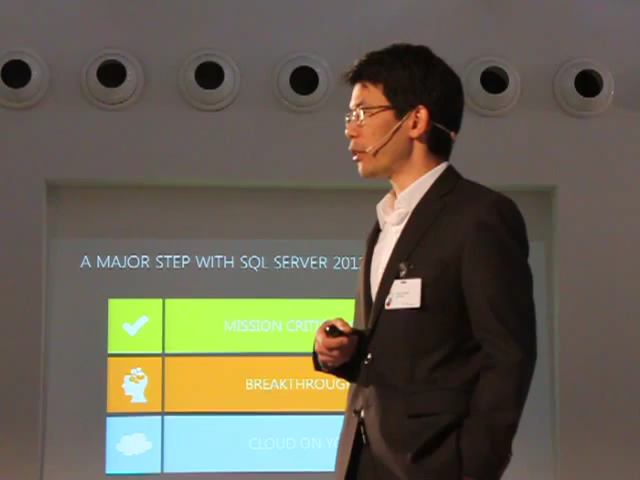 A MAJOR STEP WITH SQL SERVER 201
MISSION CRITI
BREAKTHROUGH
CLOUD ON YO